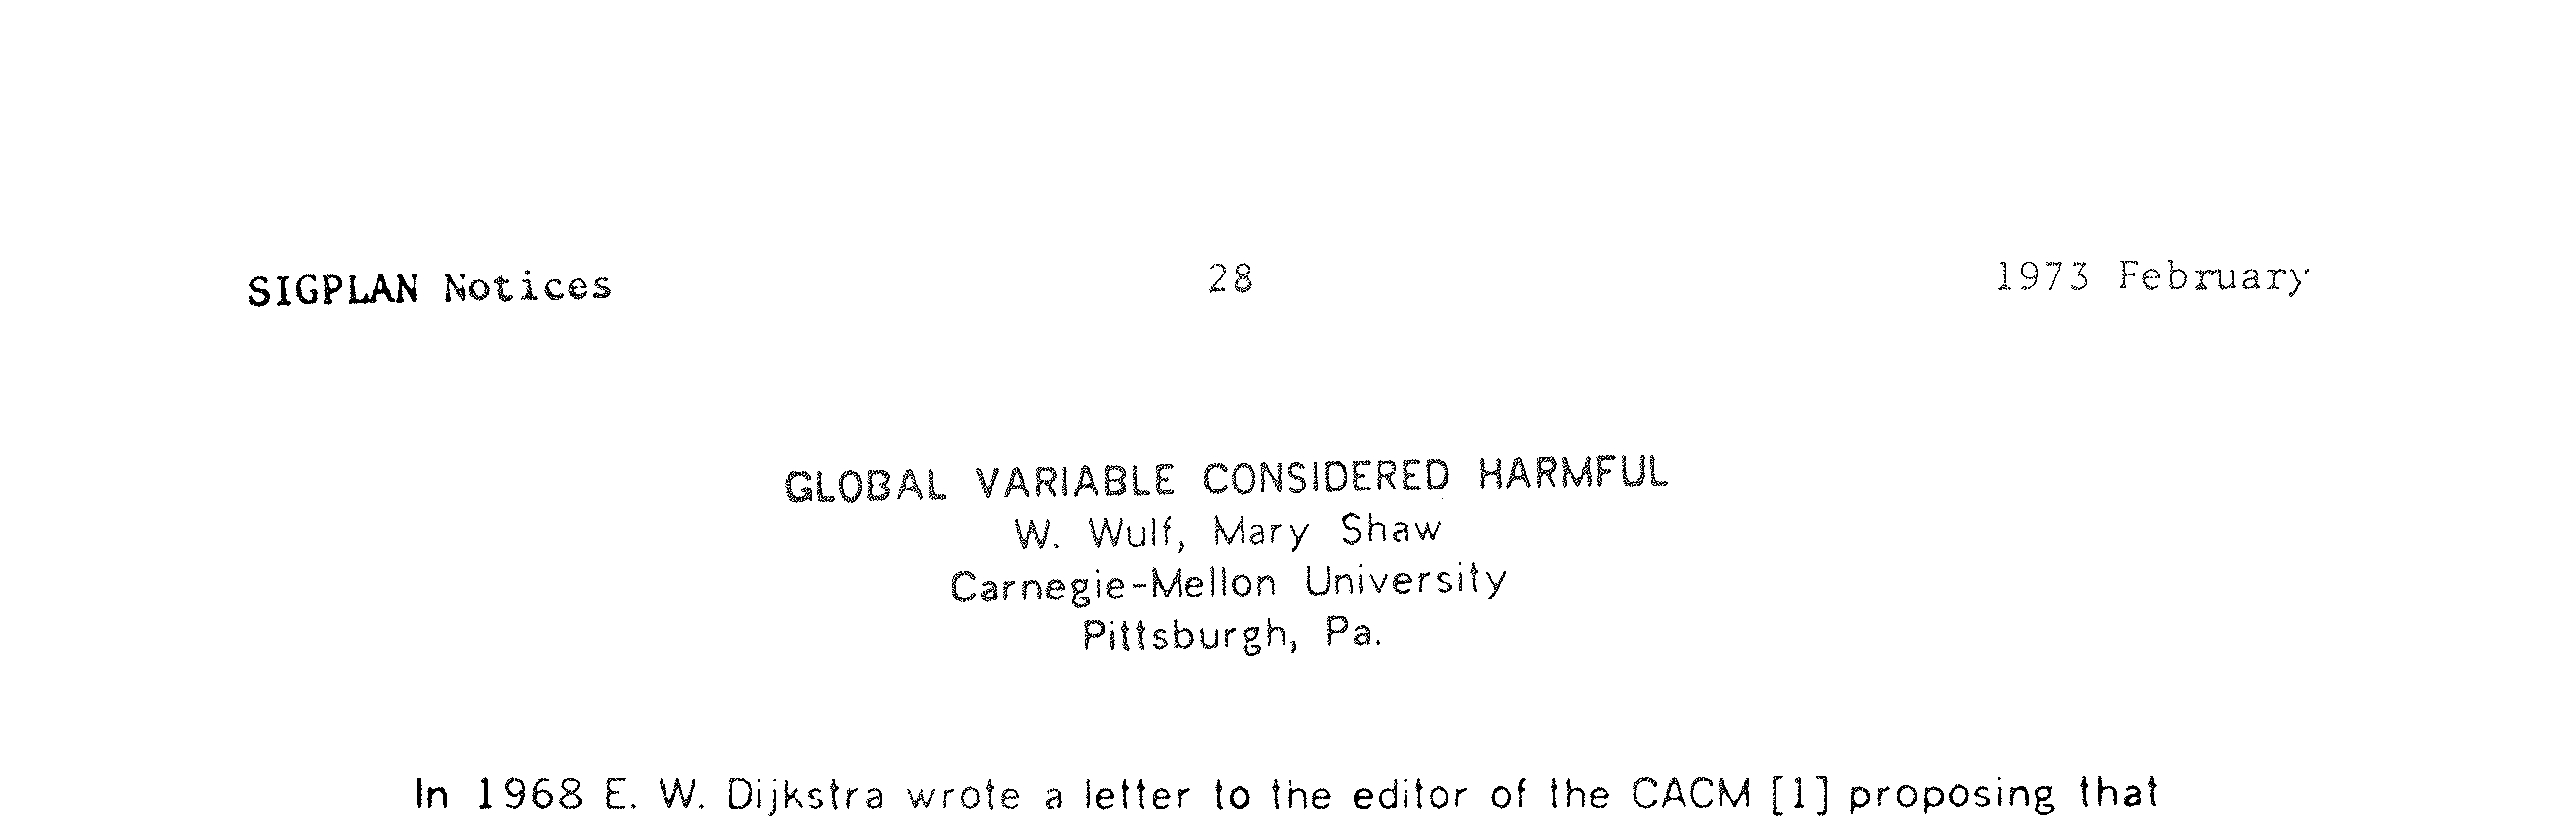 SIGPLAN Notices 28 1973 February
GLOBAL VARIABLE CONSIDERED HARMFUL
W. Wulf, Mary Shaw
Carnegie-Mellon University
Pittsburgh, Pa.
In 1968 E. W. Dijkstra wrote a letter to the editor of the CACM [1] proposing that